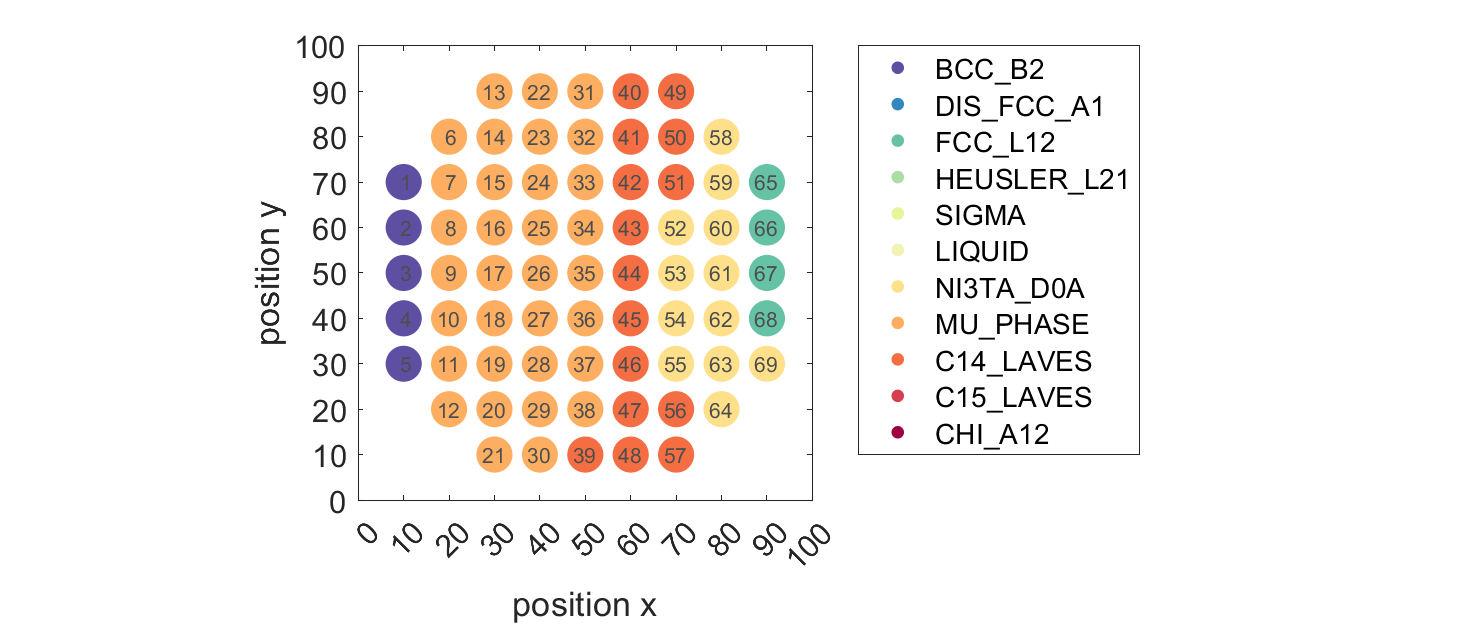 100
90
80
70
60
50
40
30
20
10
0
position y
13 22 31 40 49
6 14 23 32 41 50 58
1 7 15 24 33 42 51 59 65
2 8 16 25 34 43 52 60 66
3 9 17 26 35 44 53 61 67
4 10 18 27 36 45 54 62 68
5 11 19 28 37 46 55 63 69
12 20 29 38 47 56 64
21 30 39 48 57
0 10 20 30 40 50 60 70 80 90 100
position x
BCC_B2
DIS_FCC_A1
FCC_L12
HEUSLER_L21
SIGMA
LIQUID
NI3TA_D0A
MU_PHASE
C14_LAVES
C15_LAVES
CHI_A12